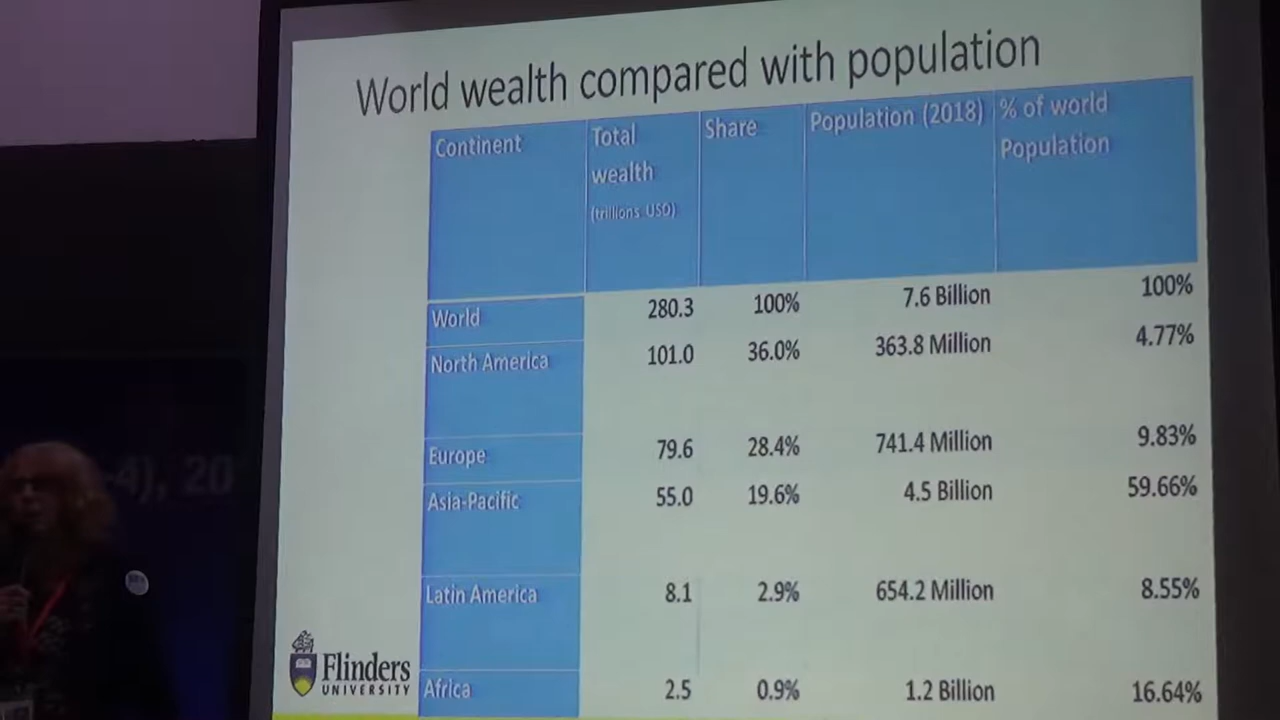 World wealth compared with population
Continent Total wealth (trillions USD) Share Population (2018) % of world Population
World 280.3 100% 7.6 Billion 100%
North America 101.0 36.0% 363.8 Million 4.77%
Europe 79.6 28.4% 741.4 Million 9.83%
Asia-Pacific 55.0 19.6% 4.5 Billion 59.66%
Latin America 8.1 2.9% 654.2 Million 8.55%
Africa 2.5 0.9% 1.2 Billion 16.64%
Flinders
UNIVERSITY
-4), 20